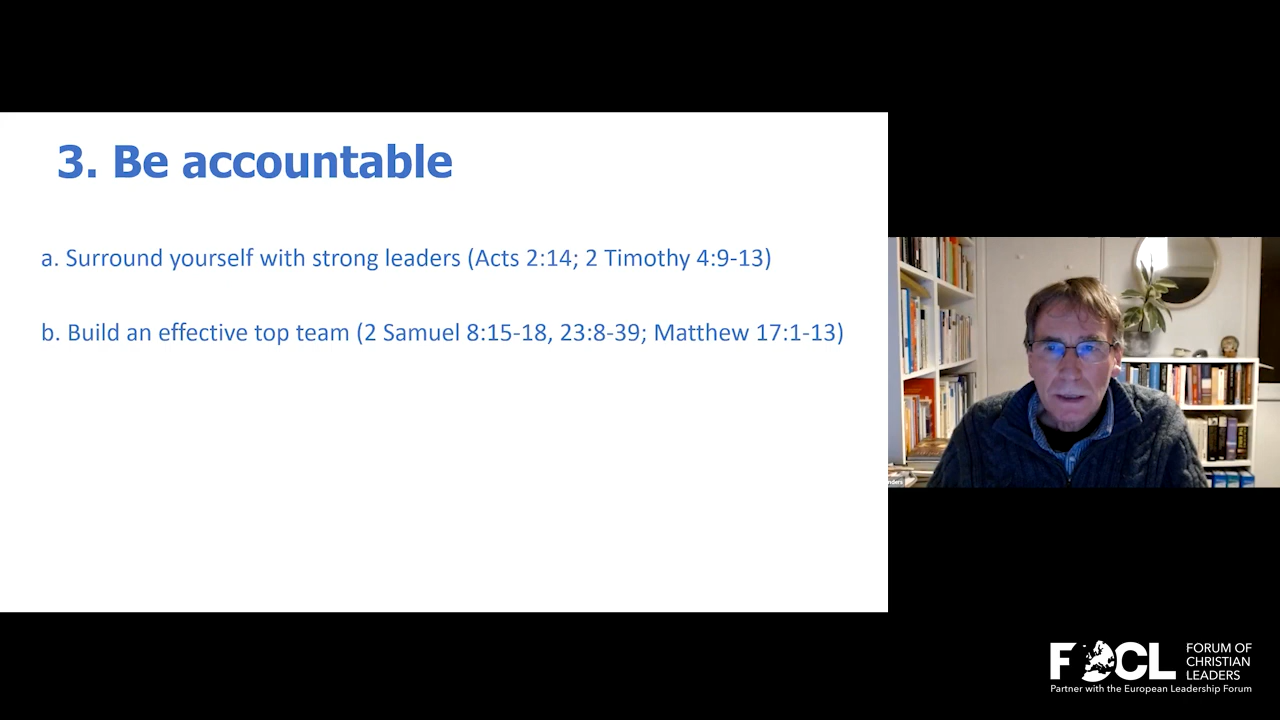 3. Be accountable
a. Surround yourself with strong leaders (Acts 2:14; 2 Timothy 4:9-13)
b. Build an effective top team (2 Samuel 8:15-18, 23:8-39; Matthew 17:1-13)
FOCL
FORUM OF
CHRISTIAN
LEADERS
Partner with the European Leadership Forum